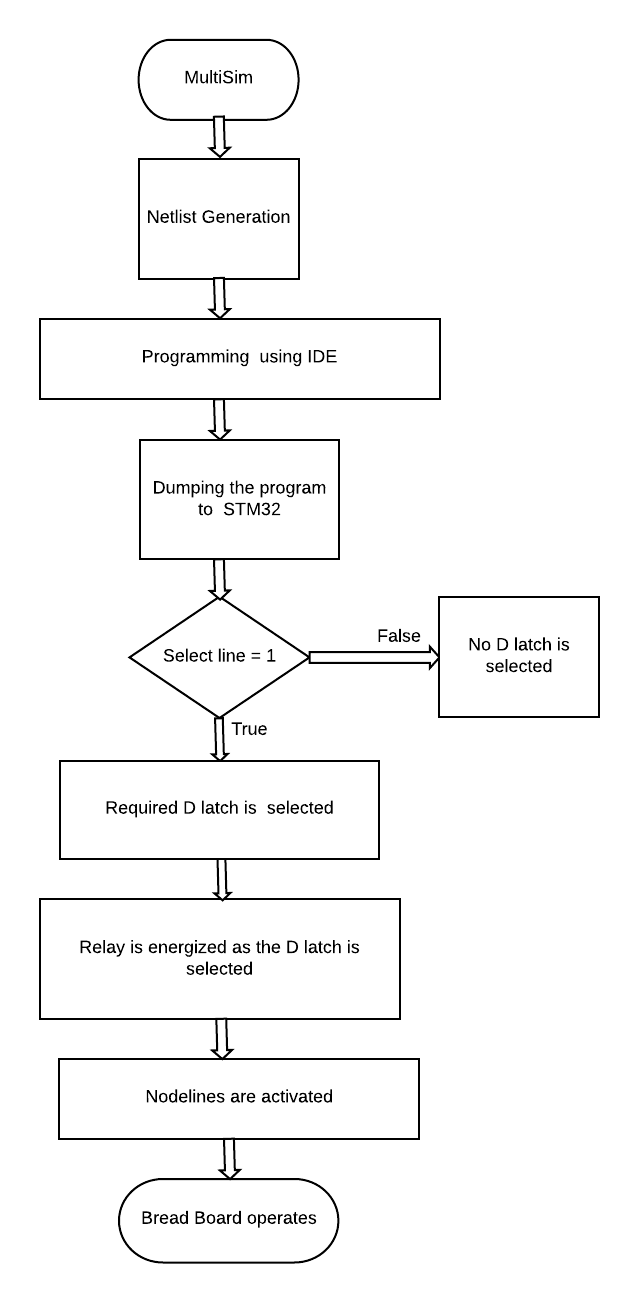 MultiSim
Netlist Generation
Programming  using IDE
Dumping the program
to  STM32
Select line = 1
False
No D latch is
selected
True
Required D latch is  selected
Relay is energized as the D latch is
selected
Nodelines are activated
Bread Board operates